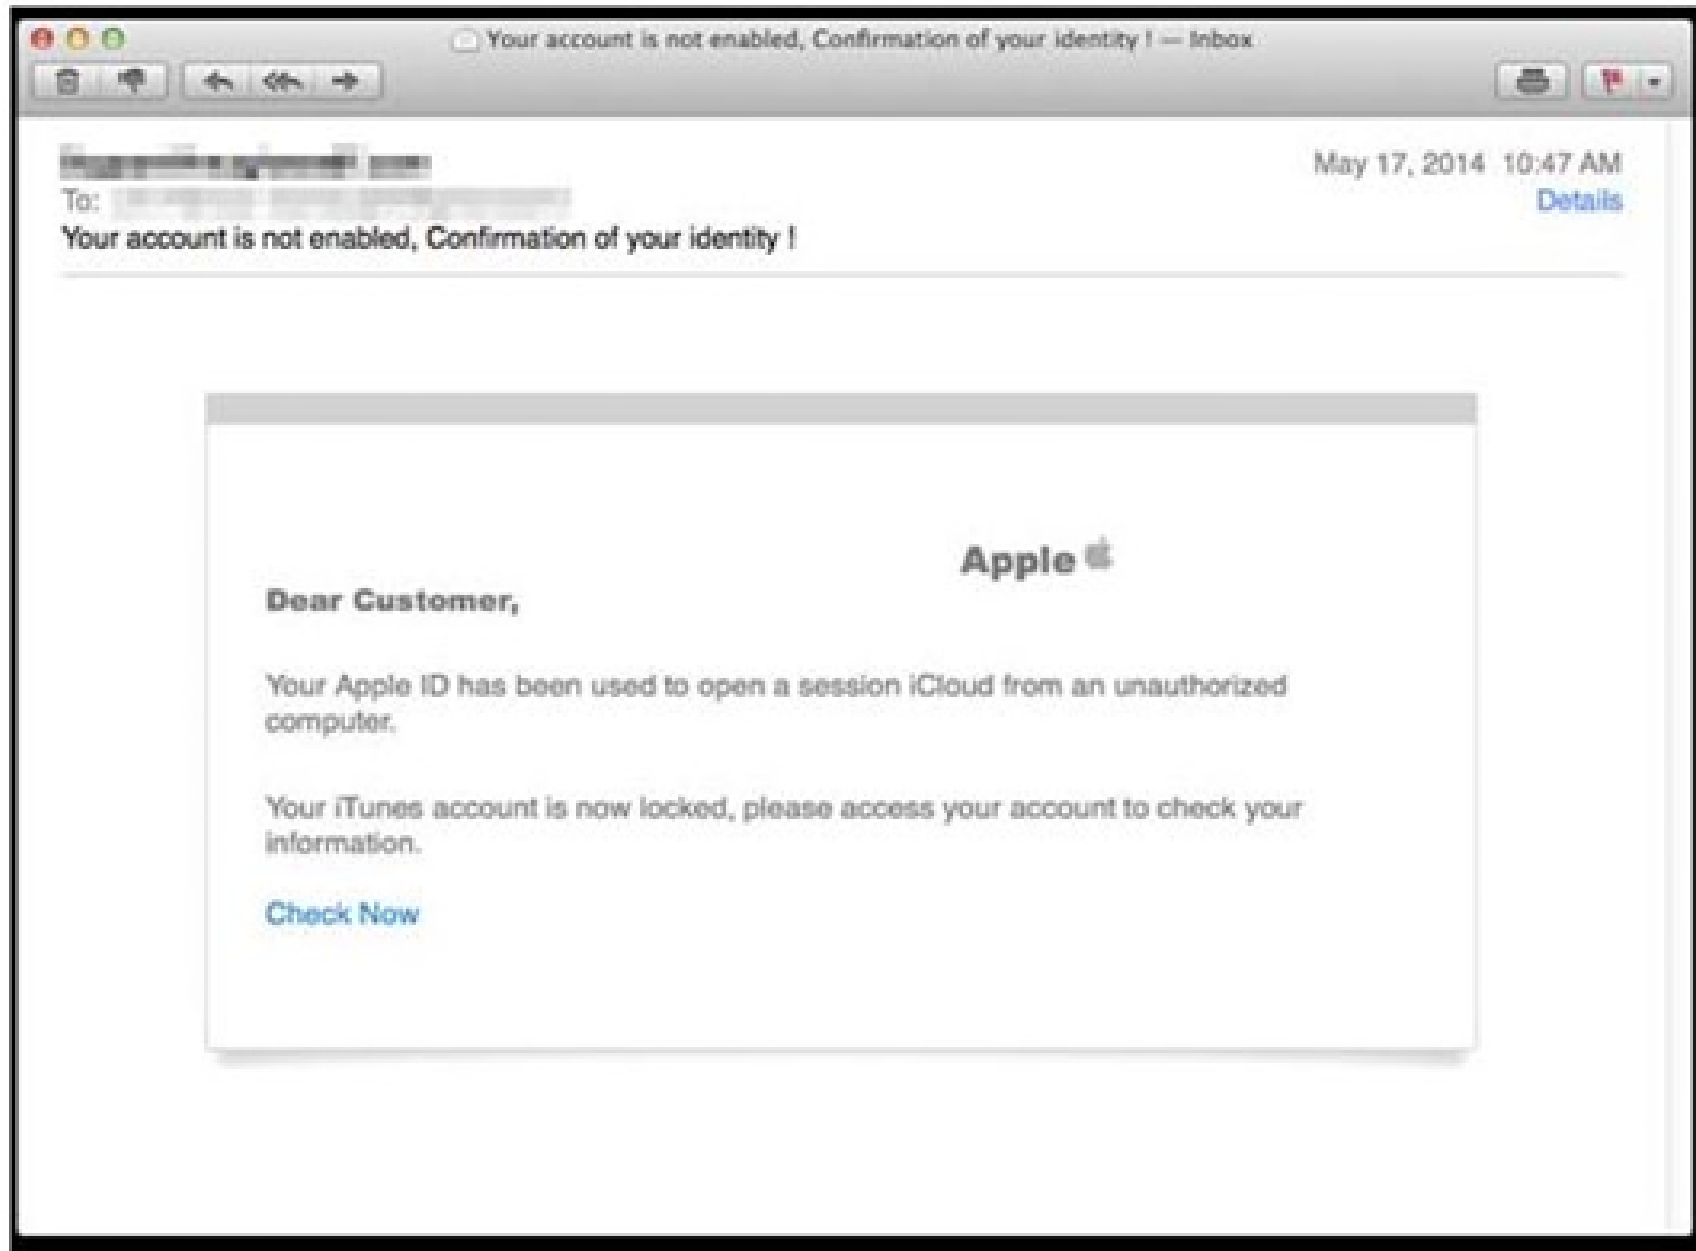 Your account is not enabled, Confirmation of your identity ! — Inbox
May 17, 2014 10:47 AM
To:
Details
Your account is not enabled, Confirmation of your identity !
Apple
Dear Customer,
Your Apple ID has been used to open a session iCloud from an unauthorized
computer.
Your iTunes account is now locked, please access your account to check your
information.
Check Now